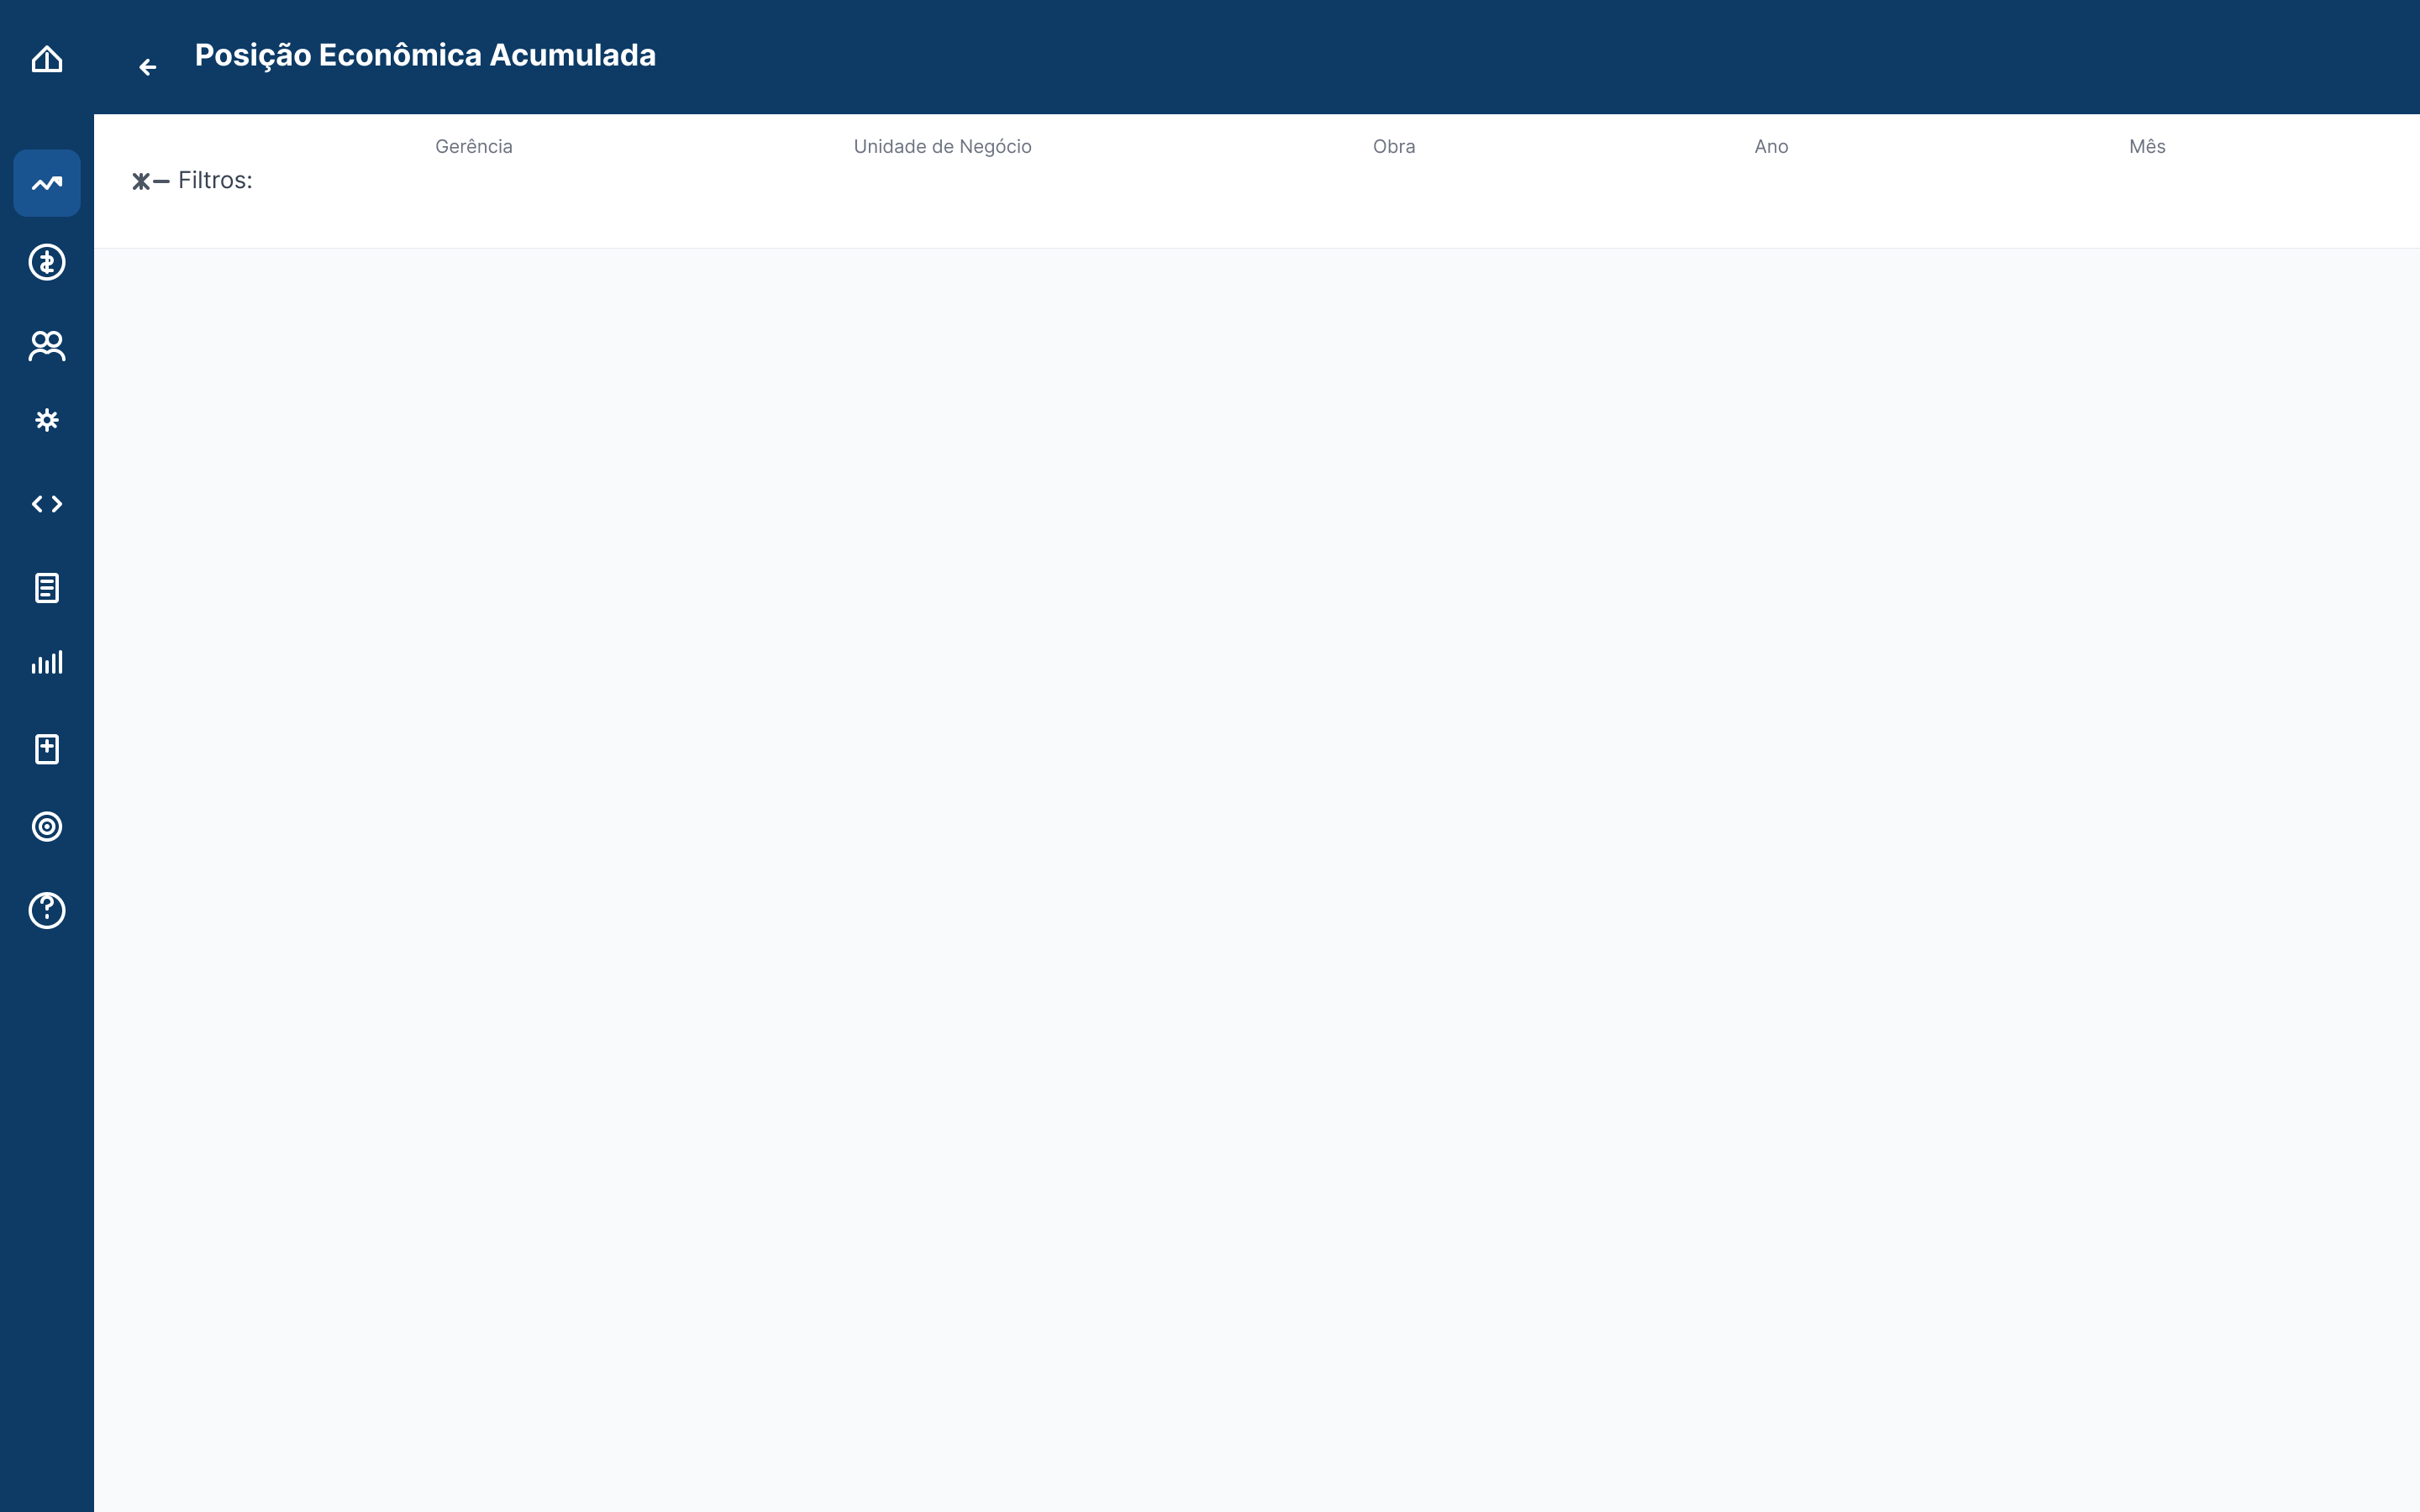 Posição Econômica Acumulada
Gerência
Unidade de Negócio
Obra
Ano
Mês
Filtros: